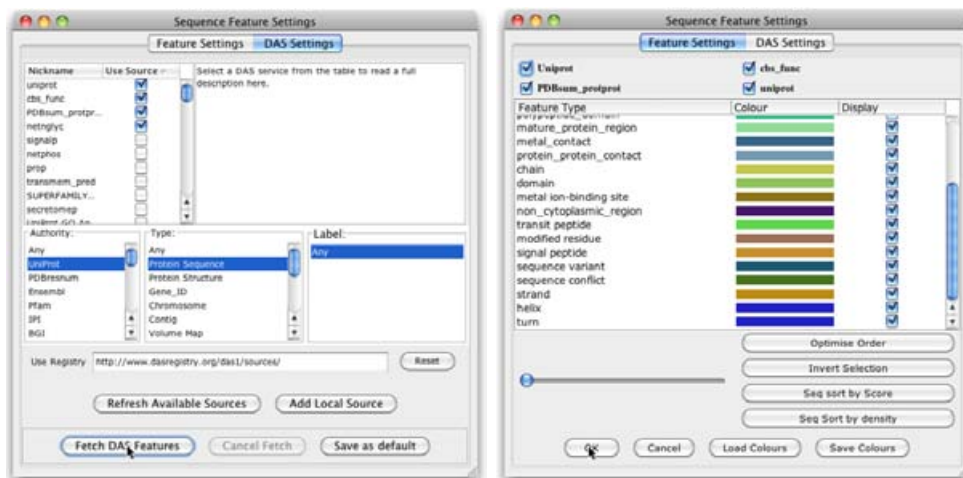 Sequence Feature Settings
Feature Settings DAS Settings
Nickname Use Source
uniprot
cbs_func
PDBsum_protpr...
netnglyc
signalp
netphos
prop
transmem_pred
SUPERFAMILY...
secretomep
Select a DAS service from the table to read a full
description here.
Authority:
Any
UniProt
PDBresnum
Ensembl
Pfam
IPI
BGI
Type:
Any
Protein Sequence
Protein Structure
Gene_ID
Chromosome
Contig
Volume Map
Label:
Any
Use Registry http://www.dasregistry.org/das1/sources/ Reset
Refresh Available Sources Add Local Source
Fetch DAS Features Cancel Fetch Save as default
Sequence Feature Settings
Feature Settings DAS Settings
Uniprot cbs_func
PDBsum_protprot uniprot
Feature Type Colour Display
mature_protein_region
metal_contact
protein_protein_contact
chain
domain
metal ion-binding site
non_cytoplasmic_region
transit peptide
modified residue
signal peptide
sequence variant
sequence conflict
strand
helix
turn
Optimise Order
Invert Selection
Seq sort by Score
Seq Sort by density
OK Cancel Load Colours Save Colours